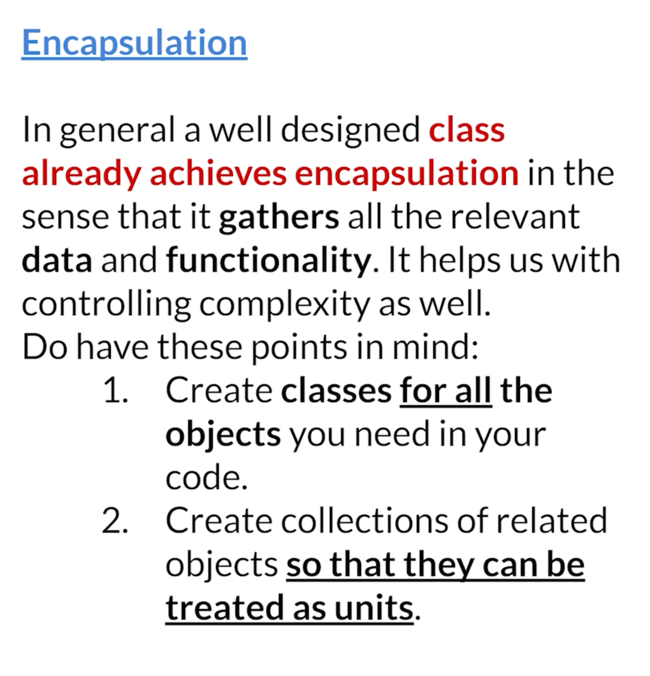 Encapsulation
In general a well designed class
already achieves encapsulation in the
sense that it gathers all the relevant
data and functionality. It helps us with
controlling complexity as well.
Do have these points in mind:
1. Create classes for all the
objects you need in your
code.
2. Create collections of related
objects so that they can be
treated as units.